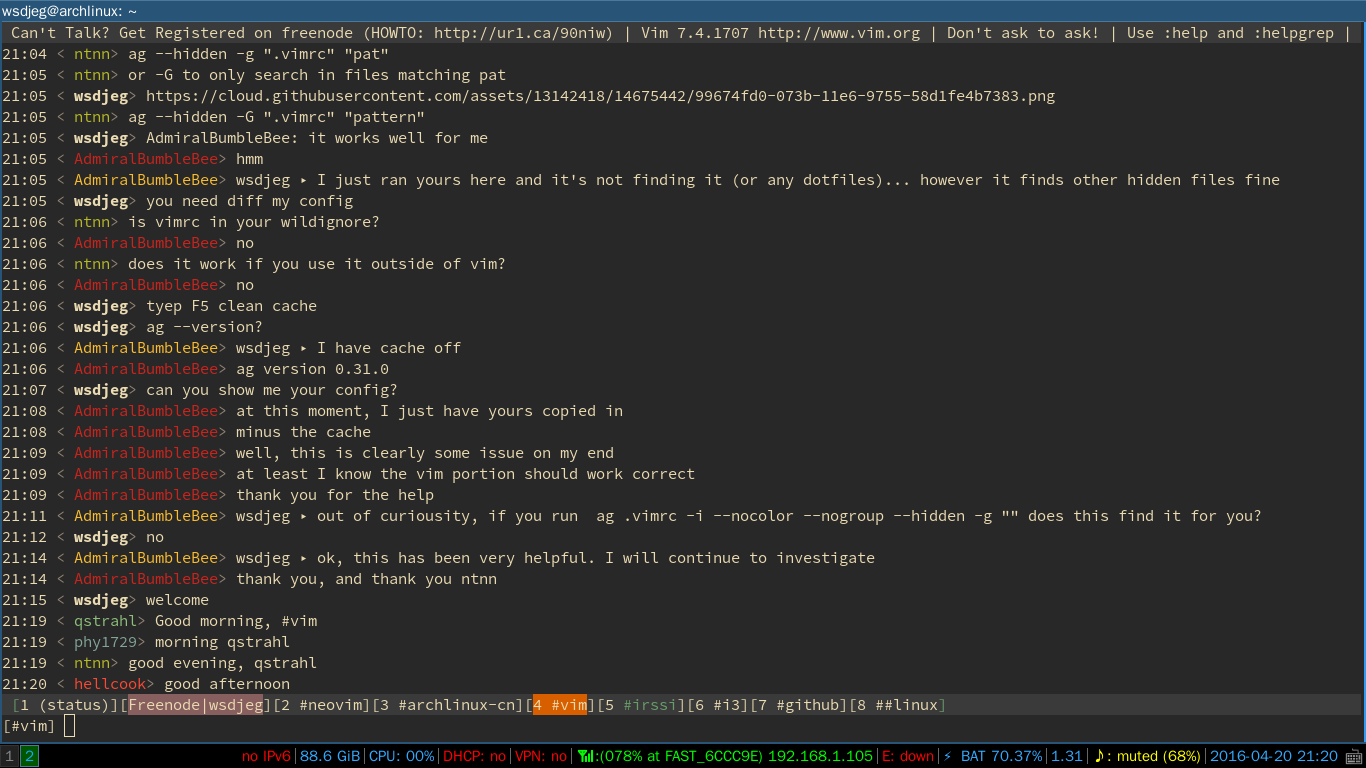 wsdjeg@archlinux: ~
Can't Talk? Get Registered on freenode (HOWTO: http://ur1.ca/90niw) | Vim 7.4.1707 http://www.vim.org | Don't ask to ask! | Use :help and :helpgrep |
21:04 < ntnn> ag --hidden -g ".vimrc" "pat"
21:05 < ntnn> or -G to only search in files matching pat
21:05 < wsdjeg> https://cloud.githubusercontent.com/assets/13142418/14675442/99674fd0-073b-11e6-9755-58d1fe4b7383.png
21:05 < ntnn> ag --hidden -G ".vimrc" "pattern"
21:05 < wsdjeg> AdmiralBumbleBee: it works well for me
21:05 < AdmiralBumbleBee> hmm
21:05 < AdmiralBumbleBee> wsdjeg ‣ I just ran yours here and it's not finding it (or any dotfiles)... however it finds other hidden files fine
21:05 < wsdjeg> you need diff my config
21:06 < ntnn> is vimrc in your wildignore?
21:06 < AdmiralBumbleBee> no
21:06 < ntnn> does it work if you use it outside of vim?
21:06 < AdmiralBumbleBee> no
21:06 < wsdjeg> tyep F5 clean cache
21:06 < wsdjeg> ag --version?
21:06 < AdmiralBumbleBee> wsdjeg ‣ I have cache off
21:06 < AdmiralBumbleBee> ag version 0.31.0
21:07 < wsdjeg> can you show me your config?
21:08 < AdmiralBumbleBee> at this moment, I just have yours copied in
21:08 < AdmiralBumbleBee> minus the cache
21:09 < AdmiralBumbleBee> well, this is clearly some issue on my end
21:09 < AdmiralBumbleBee> at least I know the vim portion should work correct
21:09 < AdmiralBumbleBee> thank you for the help
21:11 < AdmiralBumbleBee> wsdjeg ‣ out of curiousity, if you run  ag .vimrc -i --nocolor --nogroup --hidden -g "" does this find it for you?
21:12 < wsdjeg> no
21:14 < AdmiralBumbleBee> wsdjeg ‣ ok, this has been very helpful. I will continue to investigate
21:14 < AdmiralBumbleBee> thank you, and thank you ntnn
21:15 < wsdjeg> welcome
21:19 < qstrahl> Good morning, #vim
21:19 < phy1729> morning qstrahl
21:19 < ntnn> good evening, qstrahl
21:20 < hellcook> good afternoon
[1 (status)][Freenode|wsdjeg][2 #neovim][3 #archlinux-cn][4 #vim][5 #irssi][6 #i3][7 #github][8 ##linux]
[#vim]
1 2 no IPv6|88.6 GiB|CPU: 00%|DHCP: no|VPN: no|:(078% at FAST_6CCC9E) 192.168.1.105|E: down|⚡ BAT 70.37%|1.31|♪: muted (68%)|2016-04-20 21:20